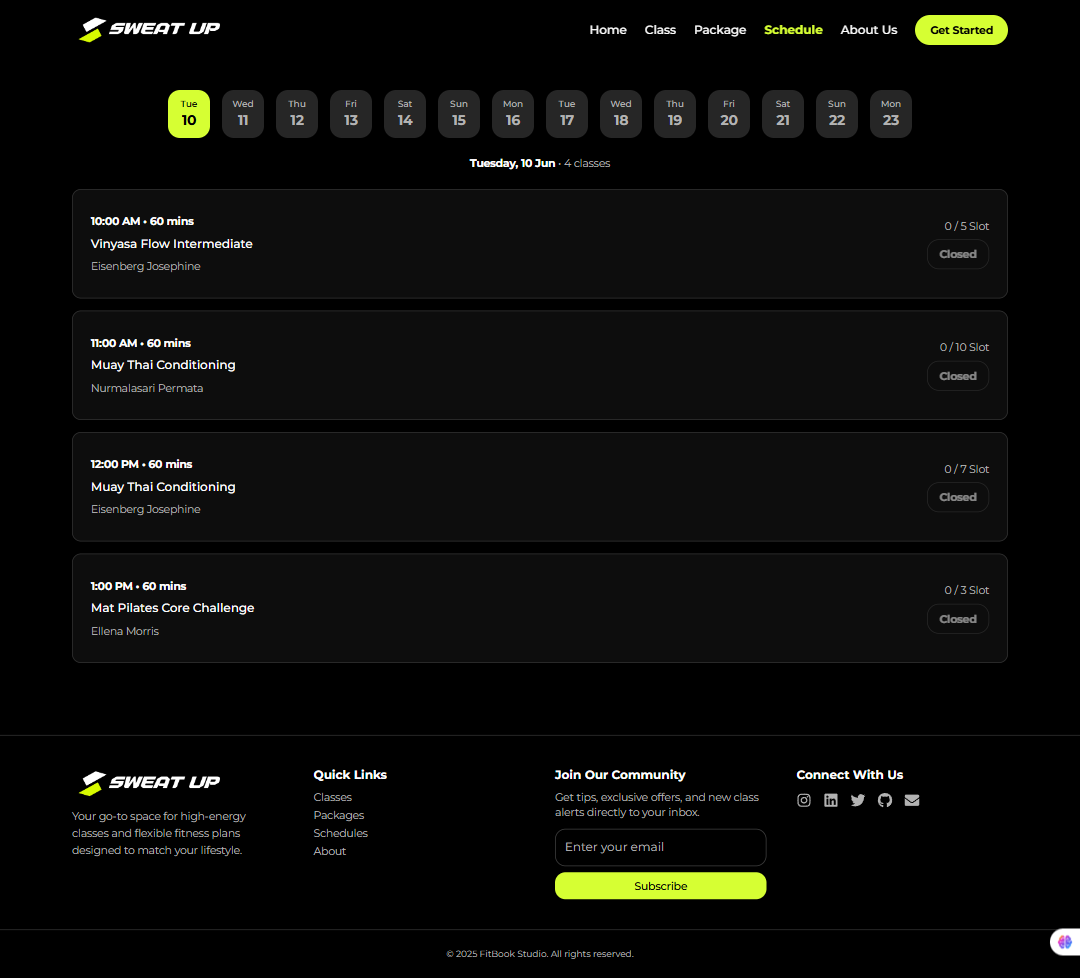 SWEAT UP
Home Class Package Schedule About Us Get Started
Tue Wed Thu Fri Sat Sun Mon Tue Wed Thu Fri Sat Sun Mon
10 11 12 13 14 15 16 17 18 19 20 21 22 23
Tuesday, 10 Jun · 4 classes
10:00 AM • 60 mins
Vinyasa Flow Intermediate
Eisenberg Josephine
0 / 5 Slot
Closed
11:00 AM • 60 mins
Muay Thai Conditioning
Nurmalasari Permata
0 / 10 Slot
Closed
12:00 PM • 60 mins
Muay Thai Conditioning
Eisenberg Josephine
0 / 7 Slot
Closed
1:00 PM • 60 mins
Mat Pilates Core Challenge
Ellena Morris
0 / 3 Slot
Closed
SWEAT UP
Your go-to space for high-energy
classes and flexible fitness plans
designed to match your lifestyle.
Quick Links
Classes
Packages
Schedules
About
Join Our Community
Get tips, exclusive offers, and new class
alerts directly to your inbox.
Enter your email
Subscribe
Connect With Us
© 2025 FitBook Studio. All rights reserved.